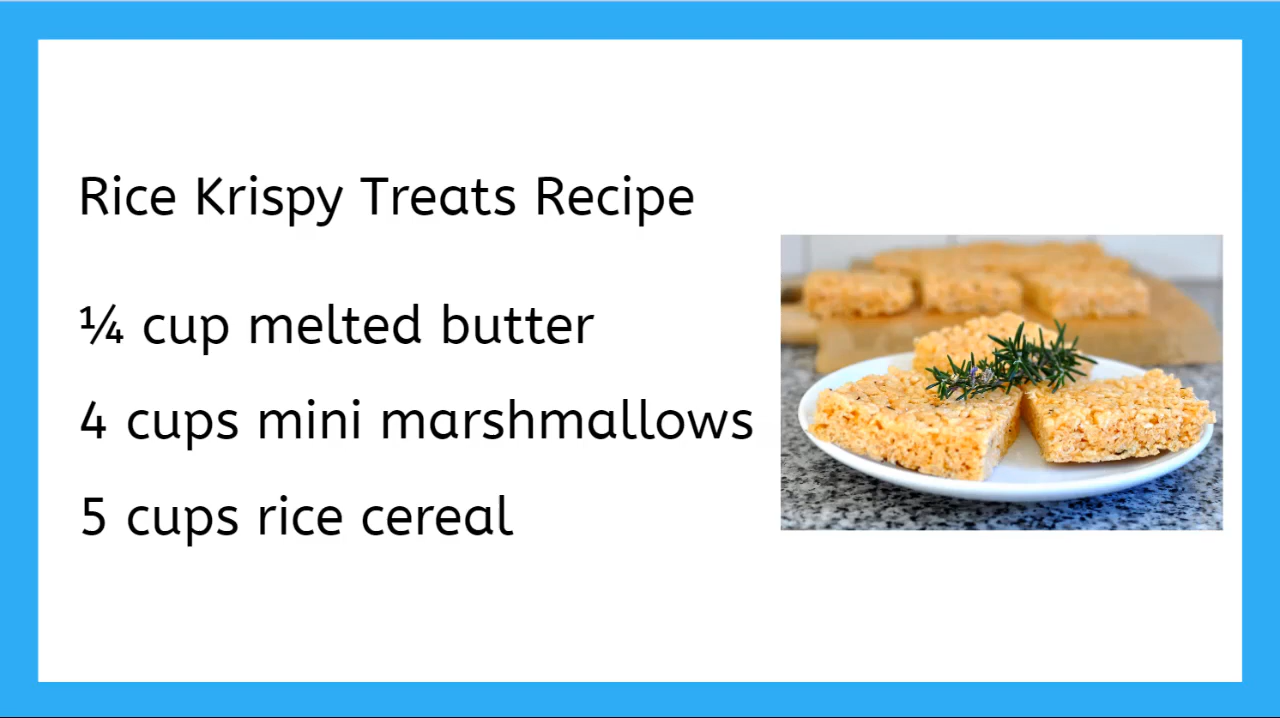 Rice Krispy Treats Recipe
¼ cup melted butter
4 cups mini marshmallows
5 cups rice cereal